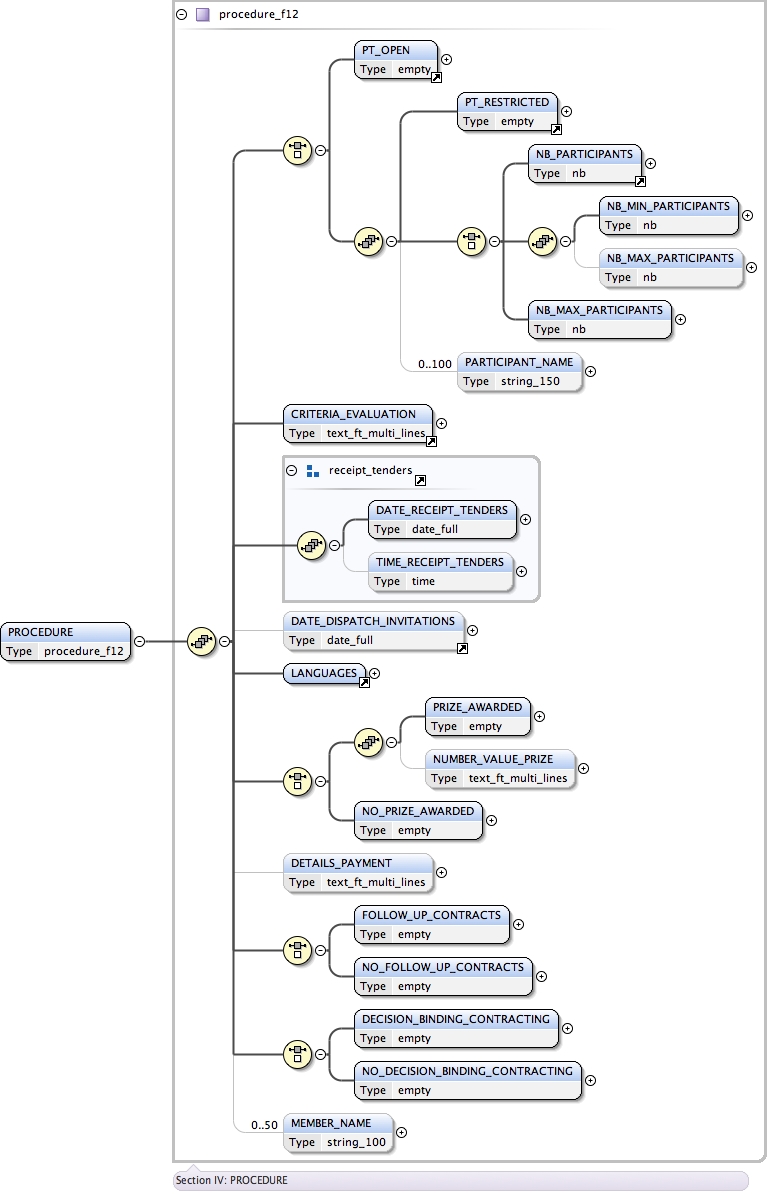 procedure_f12
PT_OPEN
Type empty
PT_RESTRICTED
Type empty
NB_PARTICIPANTS
Type nb
NB_MIN_PARTICIPANTS
Type nb
NB_MAX_PARTICIPANTS
Type nb
NB_MAX_PARTICIPANTS
Type nb
0..100
PARTICIPANT_NAME
Type string_150
CRITERIA_EVALUATION
Type text_ft_multi_lines
receipt_tenders
DATE_RECEIPT_TENDERS
Type date_full
TIME_RECEIPT_TENDERS
Type time
DATE_DISPATCH_INVITATIONS
Type date_full
PROCEDURE
Type procedure_f12
LANGUAGES
PRIZE_AWARDED
Type empty
NUMBER_VALUE_PRIZE
Type text_ft_multi_lines
NO_PRIZE_AWARDED
Type empty
DETAILS_PAYMENT
Type text_ft_multi_lines
FOLLOW_UP_CONTRACTS
Type empty
NO_FOLLOW_UP_CONTRACTS
Type empty
DECISION_BINDING_CONTRACTING
Type empty
NO_DECISION_BINDING_CONTRACTING
Type empty
0..50
MEMBER_NAME
Type string_100
Section IV: PROCEDURE